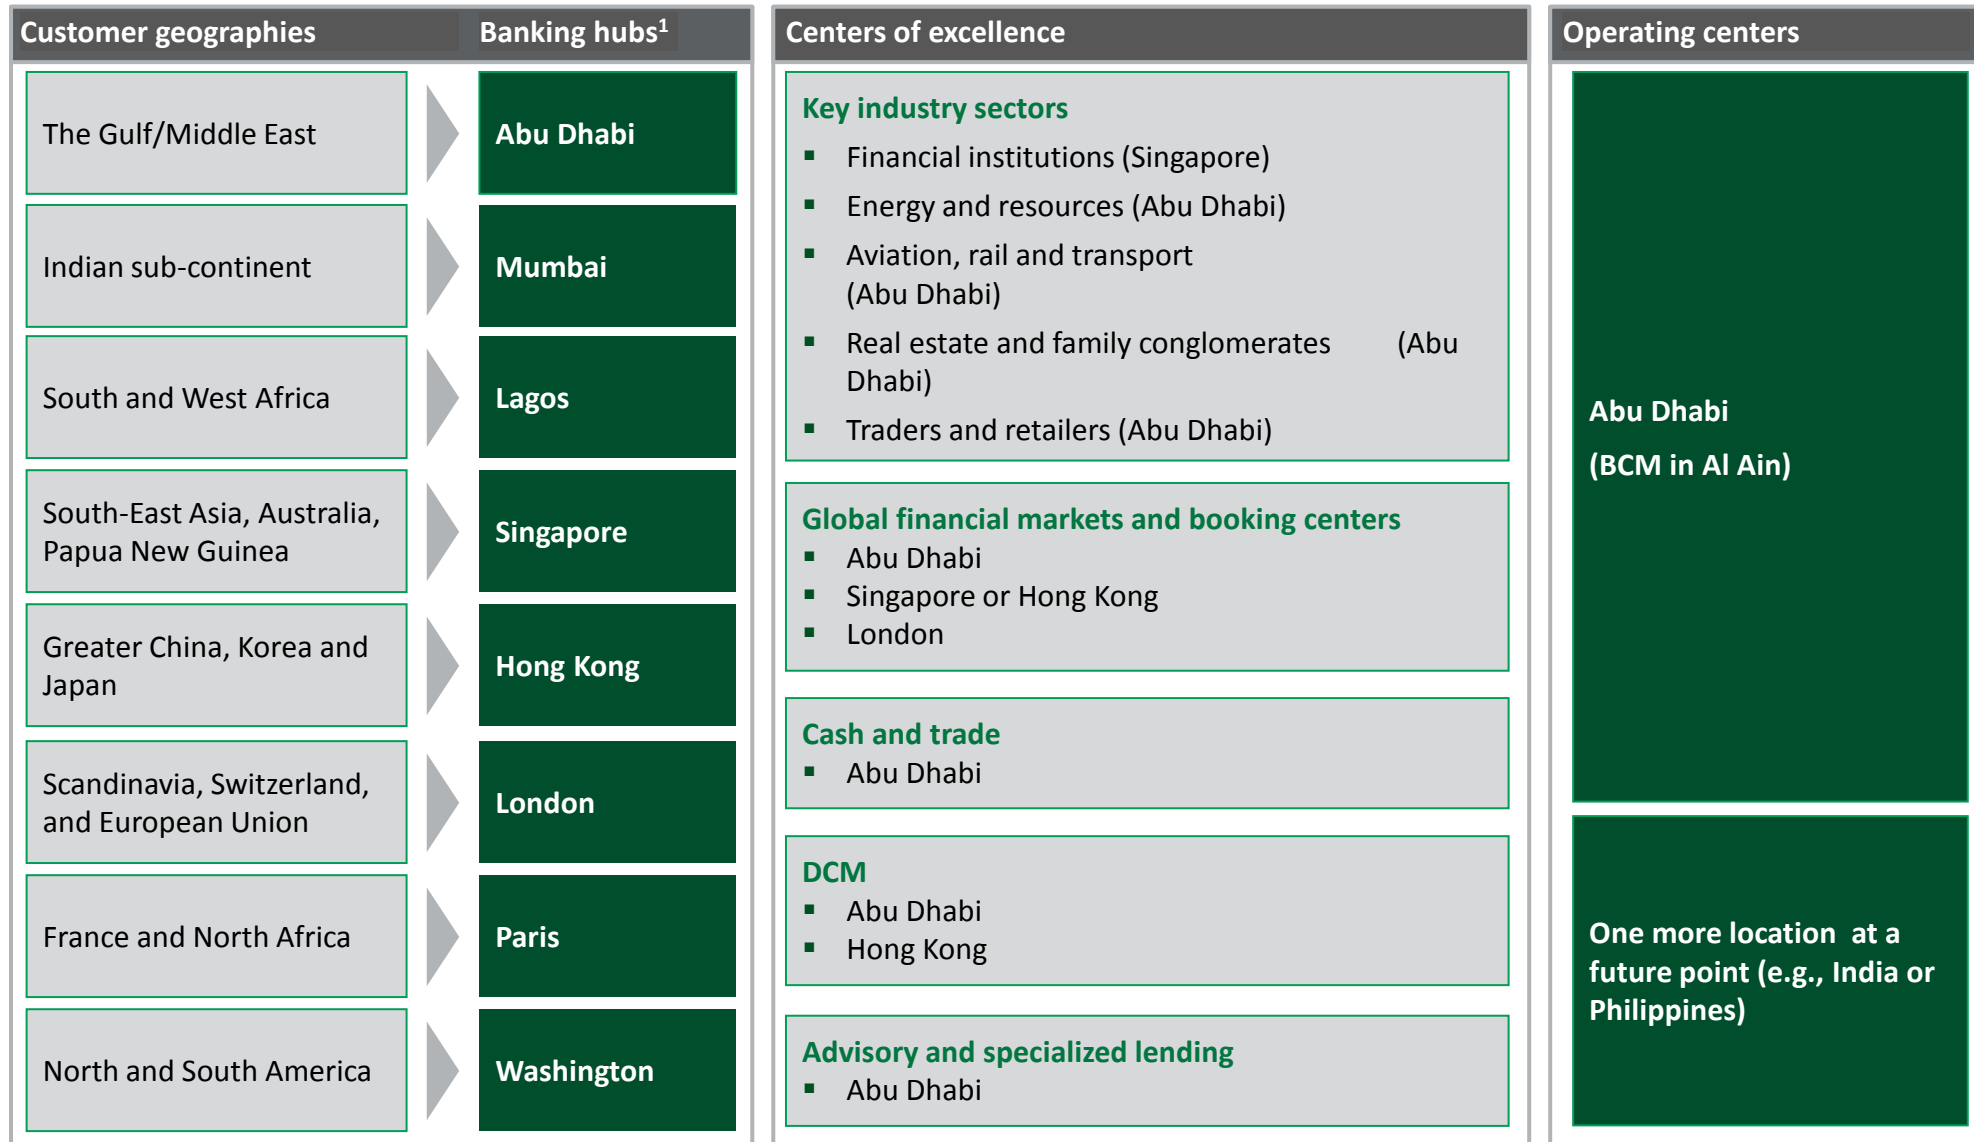 Customer geographies
Banking hubs¹
The Gulf/Middle East
Abu Dhabi
Indian sub-continent
Mumbai
South and West Africa
Lagos
South-East Asia, Australia,
Papua New Guinea
Singapore
Greater China, Korea and
Japan
Hong Kong
Scandinavia, Switzerland,
and European Union
London
France and North Africa
Paris
North and South America
Washington
Centers of excellence
Key industry sectors
▪ Financial institutions (Singapore)
▪ Energy and resources (Abu Dhabi)
▪ Aviation, rail and transport
(Abu Dhabi)
▪ Real estate and family conglomerates (Abu
Dhabi)
▪ Traders and retailers (Abu Dhabi)
Global financial markets and booking centers
▪ Abu Dhabi
▪ Singapore or Hong Kong
▪ London
Cash and trade
▪ Abu Dhabi
DCM
▪ Abu Dhabi
▪ Hong Kong
Advisory and specialized lending
▪ Abu Dhabi
Operating centers
Abu Dhabi
(BCM in Al Ain)
One more location at a
future point (e.g., India or
Philippines)